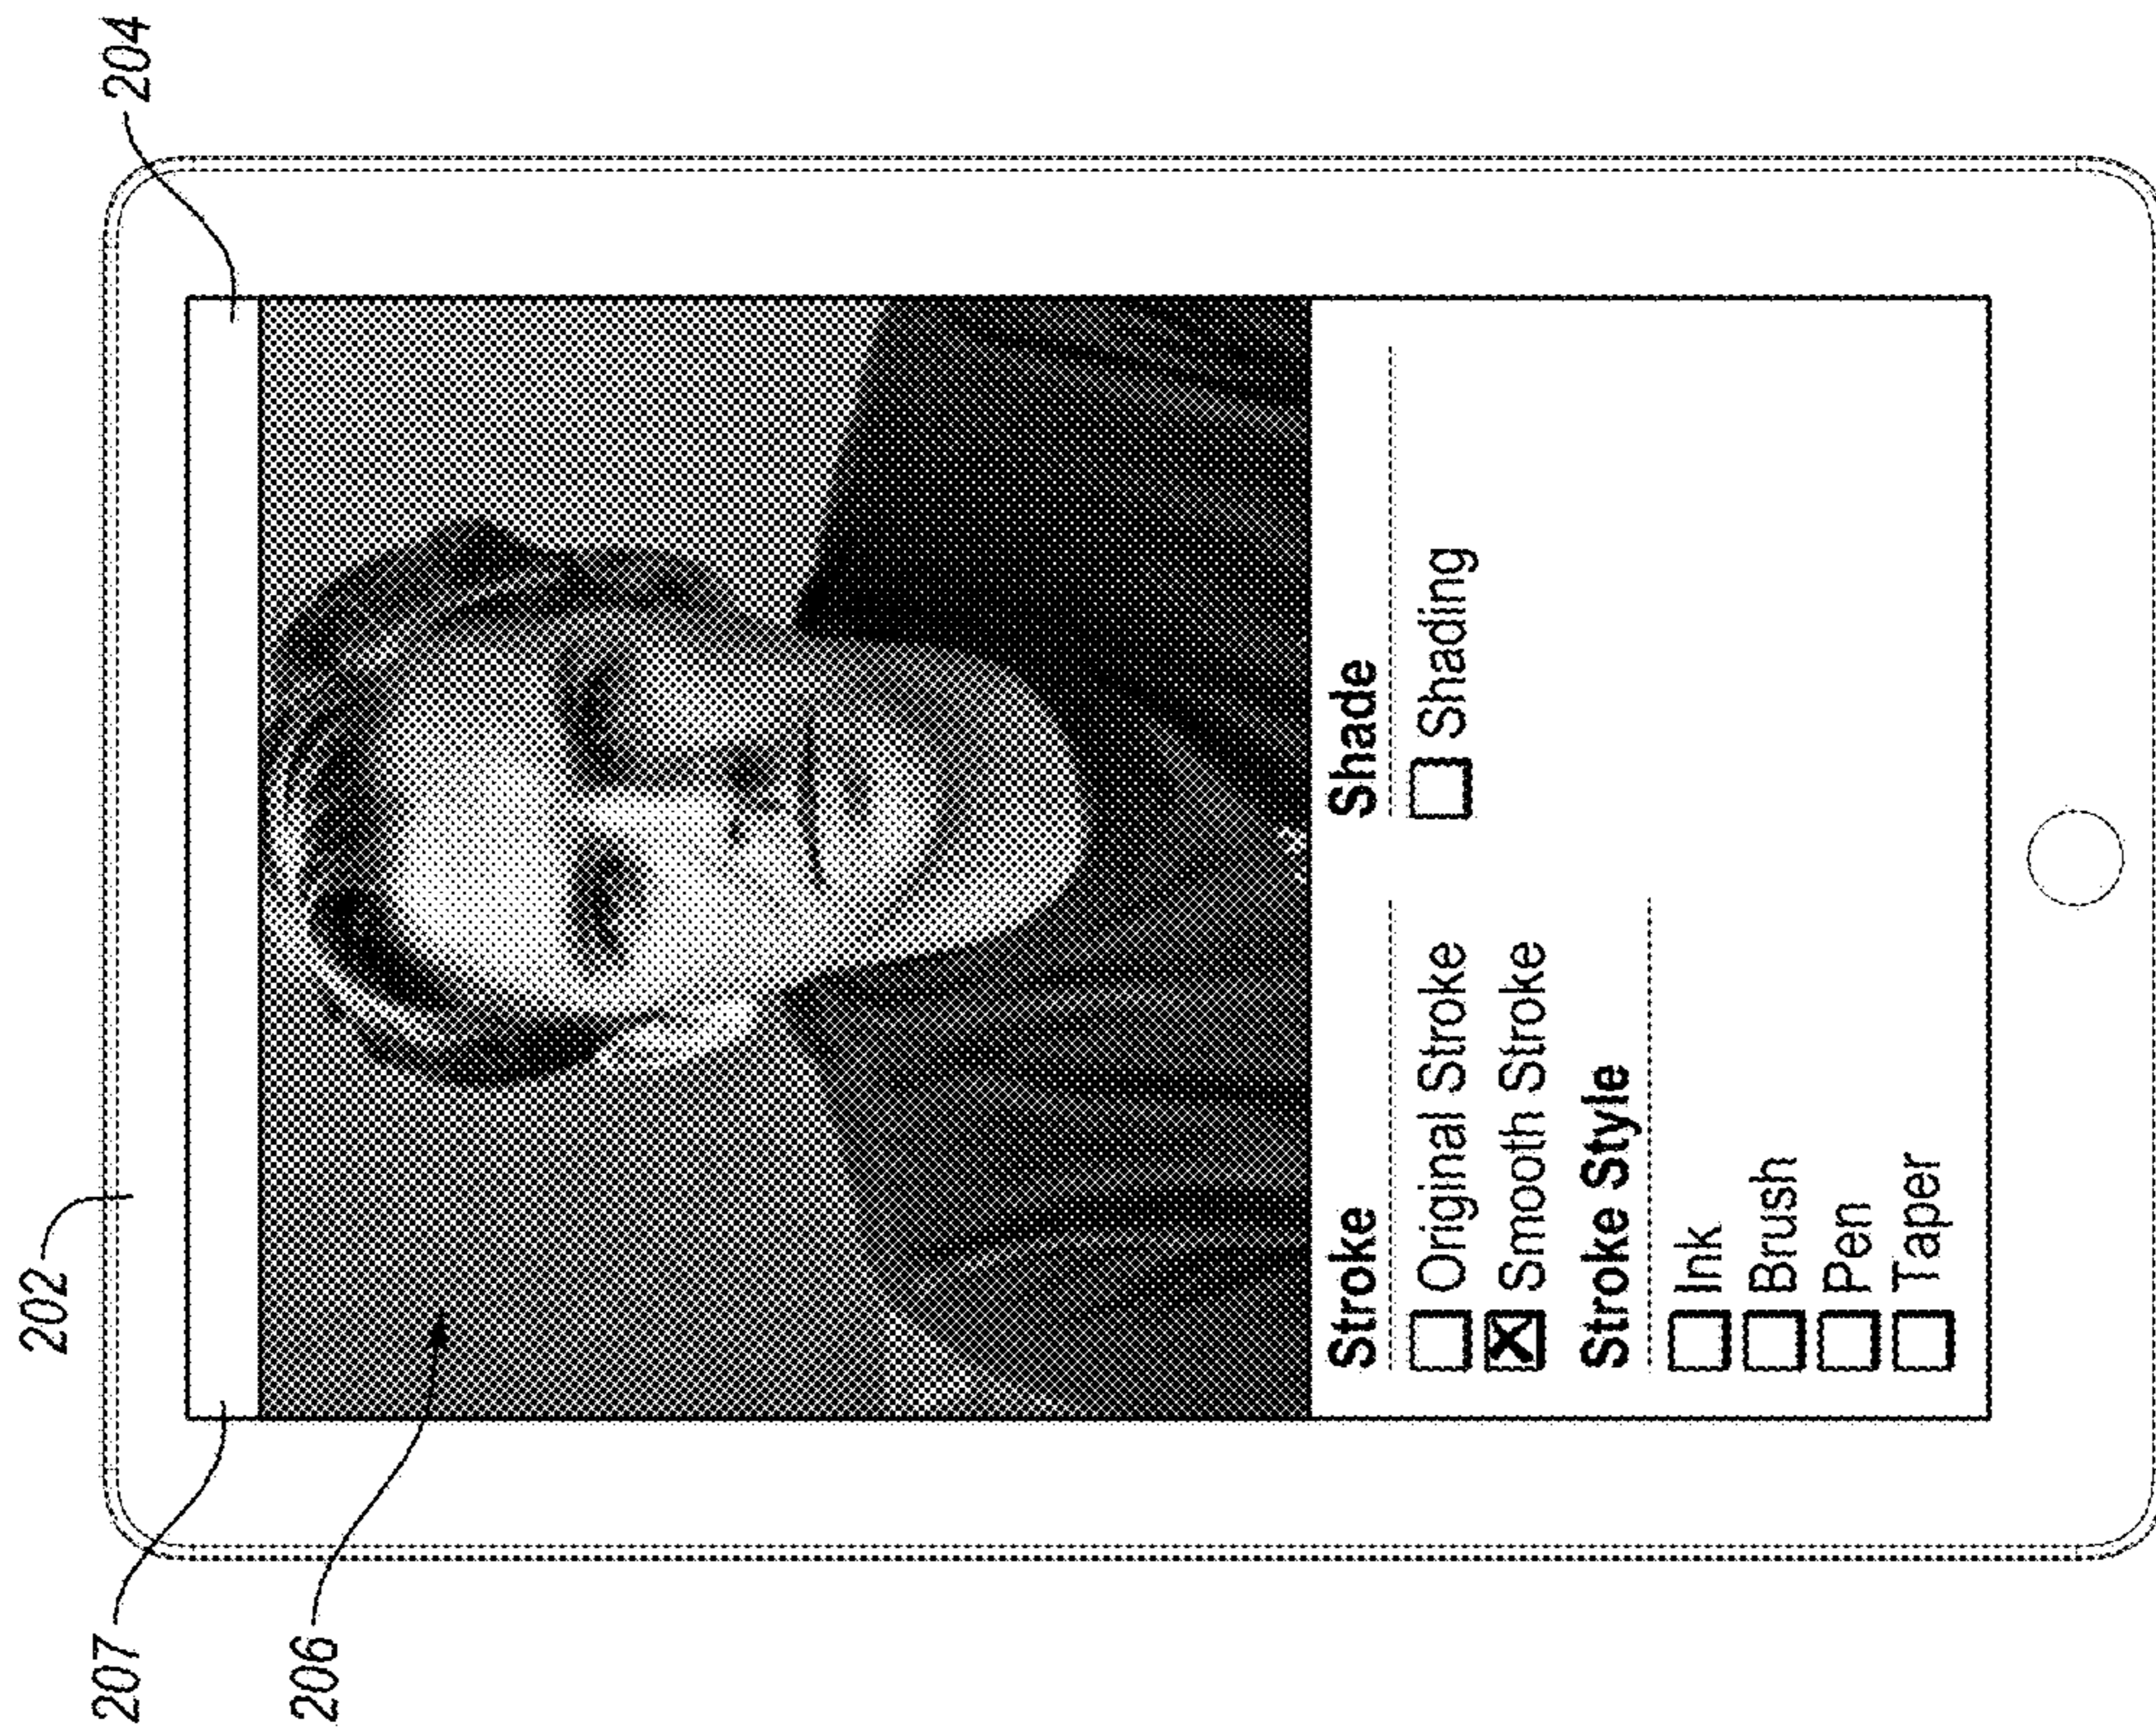 202
204
207
206
Stroke
Original Stroke
Smooth Stroke
Stroke Style
Ink
Brush
Pen
Taper
Shade
Shading